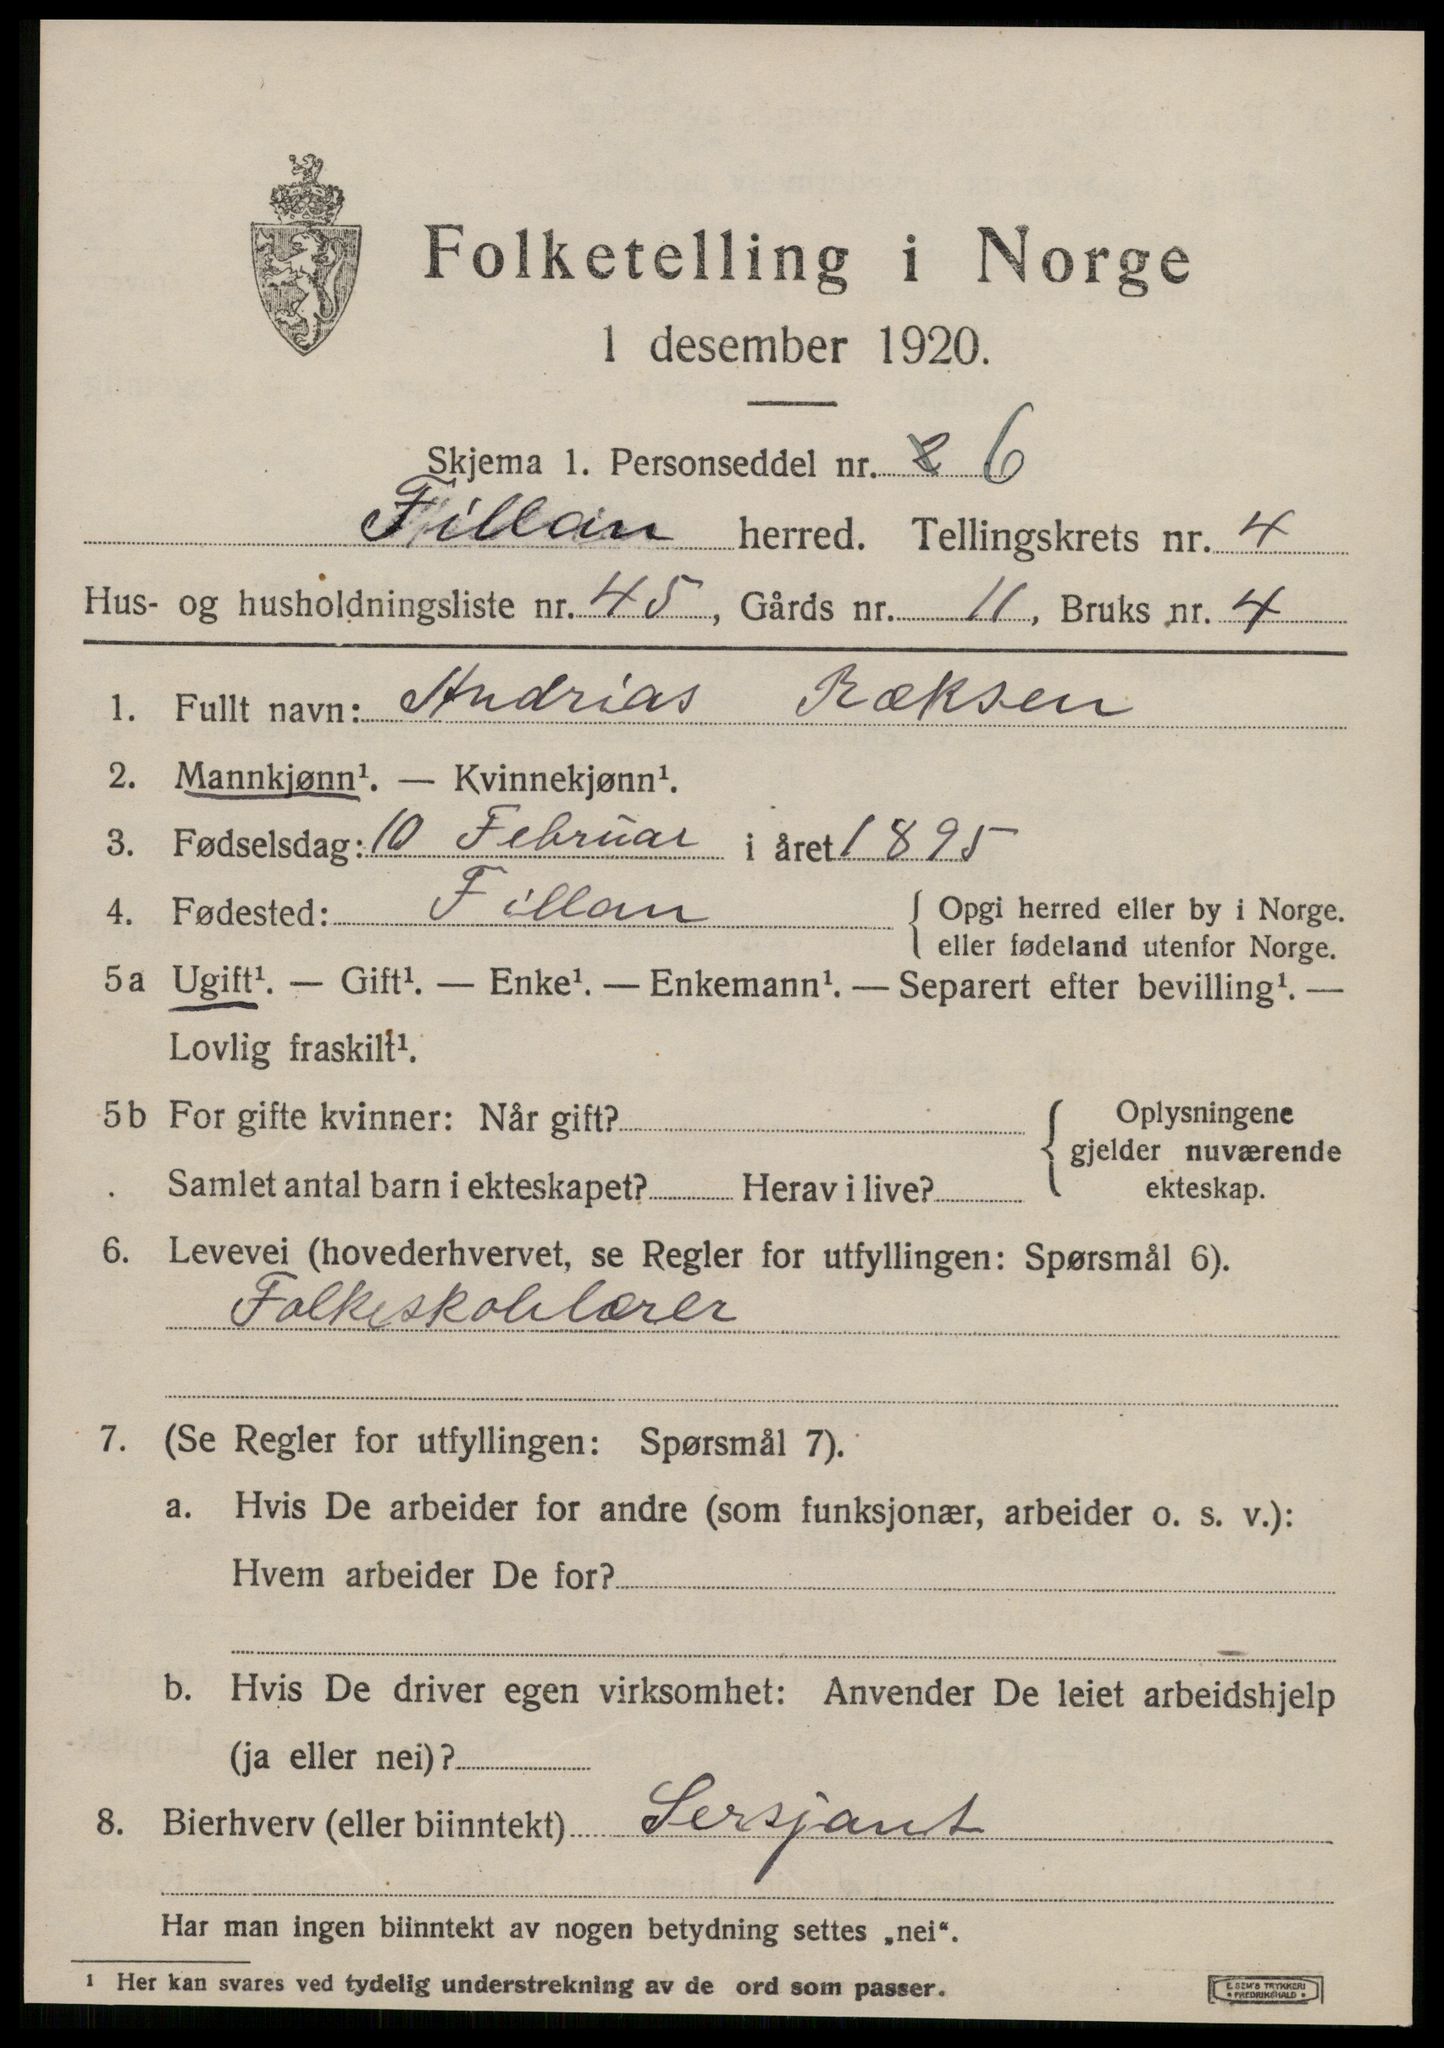 Folketelling i Norge
1 desember 1920.
Skjema 1. Personseddel nr. 2 6
Fillan herred. Tellingskrets nr. 4
Hus- og husholdningsliste nr. 45, Gårds nr. 11, Bruks nr. 4
1. Fullt navn: Andrias Ræksen
2. Mannkjønn¹. — Kvinnekjønn¹.
3. Fødselsdag: 10 Februar i året 1895
4. Fødested: Fillan { Opgi herred eller by i Norge.
eller fødeland utenfor Norge.
5a Ugift¹. — Gift¹. — Enke¹. — Enkemann¹. — Separert efter bevilling¹. —
Lovlig fraskilt¹.
5b For gifte kvinner: Når gift? { Oplysningene
gjelder nuværende
Samlet antal barn i ekteskapet? Herav i live? ekteskap.
6. Levevei (hovederhvervet, se Regler for utfyllingen: Spørsmål 6).
Folkeskolelærer
7. (Se Regler for utfyllingen: Spørsmål 7).
a. Hvis De arbeider for andre (som funksjonær, arbeider o. s. v.):
Hvem arbeider De for?
b. Hvis De driver egen virksomhet: Anvender De leiet arbeidshjelp
(ja eller nei)?
8. Bierhverv (eller biinntekt) Sersjant
Har man ingen biinntekt av nogen betydning settes „nei“.
¹ Her kan svares ved tydelig understrekning av de ord som passer.
E. SEM'S TRYKKERI
• FREDRIKSHALD •